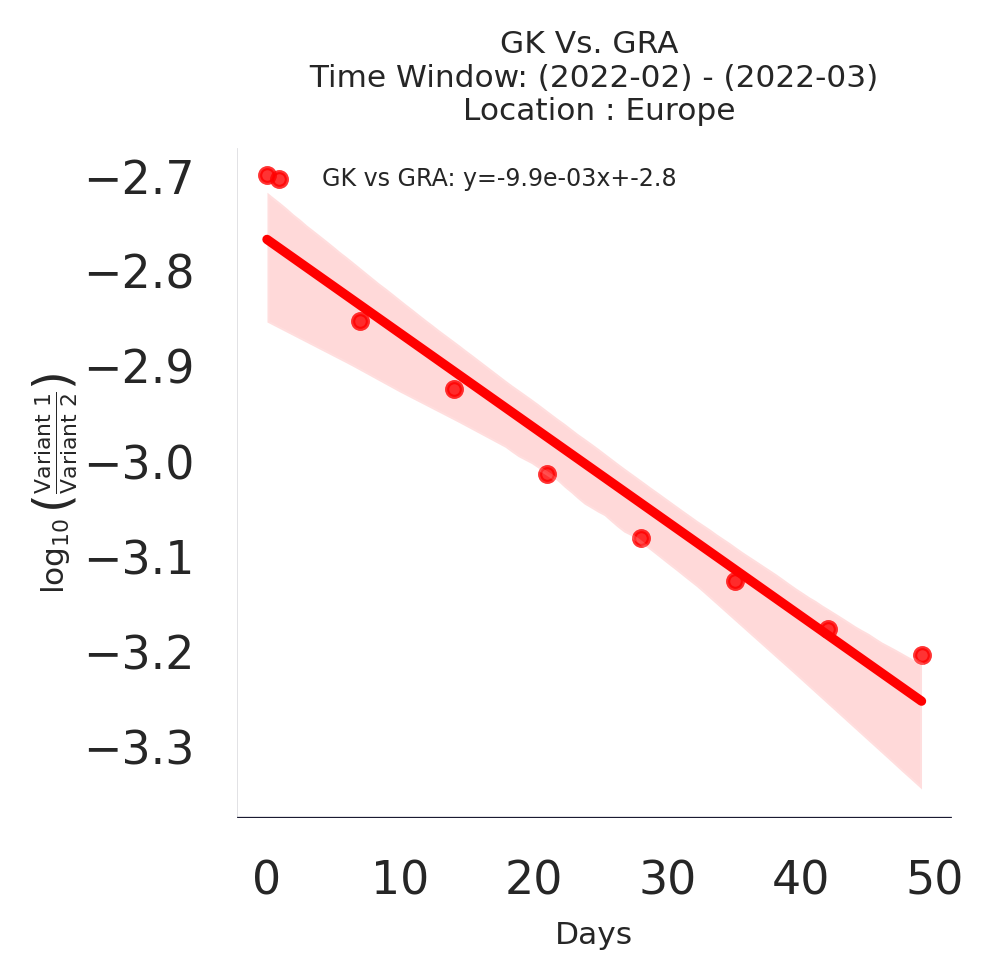 GK Vs. GRA
Time Window: (2022-02) - (2022-03)
Location : Europe
GK vs GRA: y=-9.9e-03x+-2.8
−2.7
−2.8
−2.9
−3.0
−3.1
−3.2
−3.3
log10 (Variant 1 / Variant 2)
0 10 20 30 40 50
Days